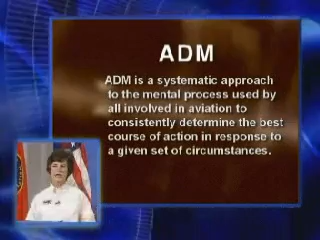 ADM
ADM is a systematic approach
to the mental process used by
all involved in aviation to
consistently determine the best
course of action in response to
a given set of circumstances.